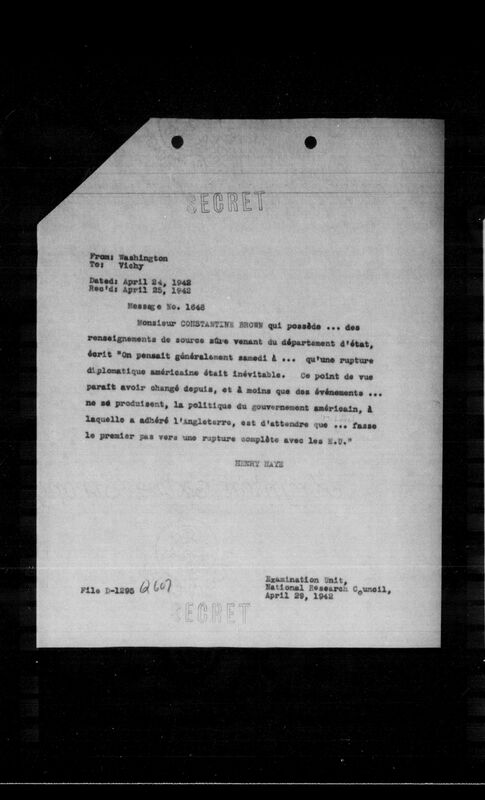 SECRET
From: Washington
To: Vichy
Dated: April 24, 1942
Rec'd: April 25, 1942
Message No. 1646
Monsieur CONSTANTINE BROWN qui possède ... des
renseignements de source sûre venant du département d'état,
écrit "On pensait généralement samedi à ... qu'une rupture
diplomatique américaine était inévitable. Ce point de vue
parait avoir changé depuis, et à moins que des événements ...
ne se produisent, la politique du gouvernement américain, à
laquelle a adhéré l'Angleterre, est d'attendre que ... fasse
le premier pas vers une rupture complète avec les E.U."
HENRY HAYE
Examination Unit,
National Research Council,
April 29, 1942
File D-1295 2607
SECRET